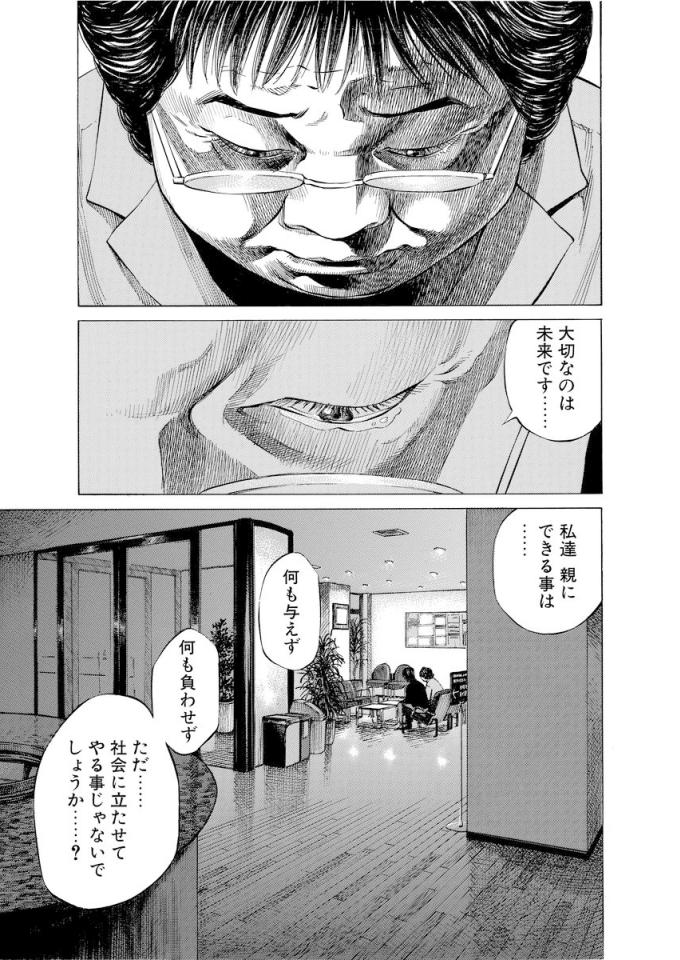 大切なのは
未来です……
私達 親に
できる事は
……
何も与えず
何も負わせず
ただ……
社会に立たせて
やる事じゃないで
しょうか……？